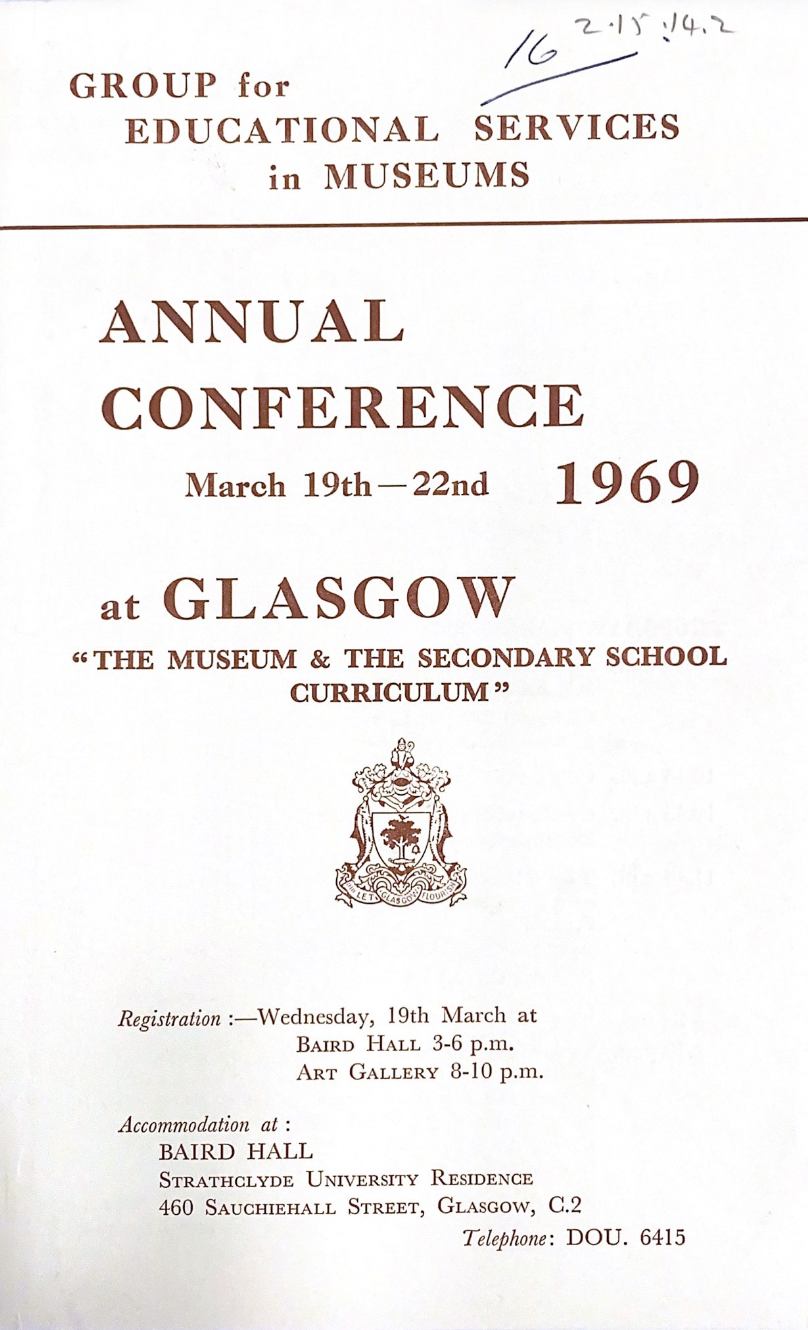 16 2.15 14.2
GROUP for
EDUCATIONAL SERVICES
in MUSEUMS
ANNUAL
CONFERENCE
March 19th—22nd 1969
at GLASGOW
“THE MUSEUM & THE SECONDARY SCHOOL
CURRICULUM”
LET GLASGOW FLOURISH
Registration :—Wednesday, 19th March at
BAIRD HALL 3-6 p.m.
ART GALLERY 8-10 p.m.
Accommodation at :
BAIRD HALL
STRATHCLYDE UNIVERSITY RESIDENCE
460 SAUCHIEHALL STREET, GLASGOW, C.2
Telephone: DOU. 6415